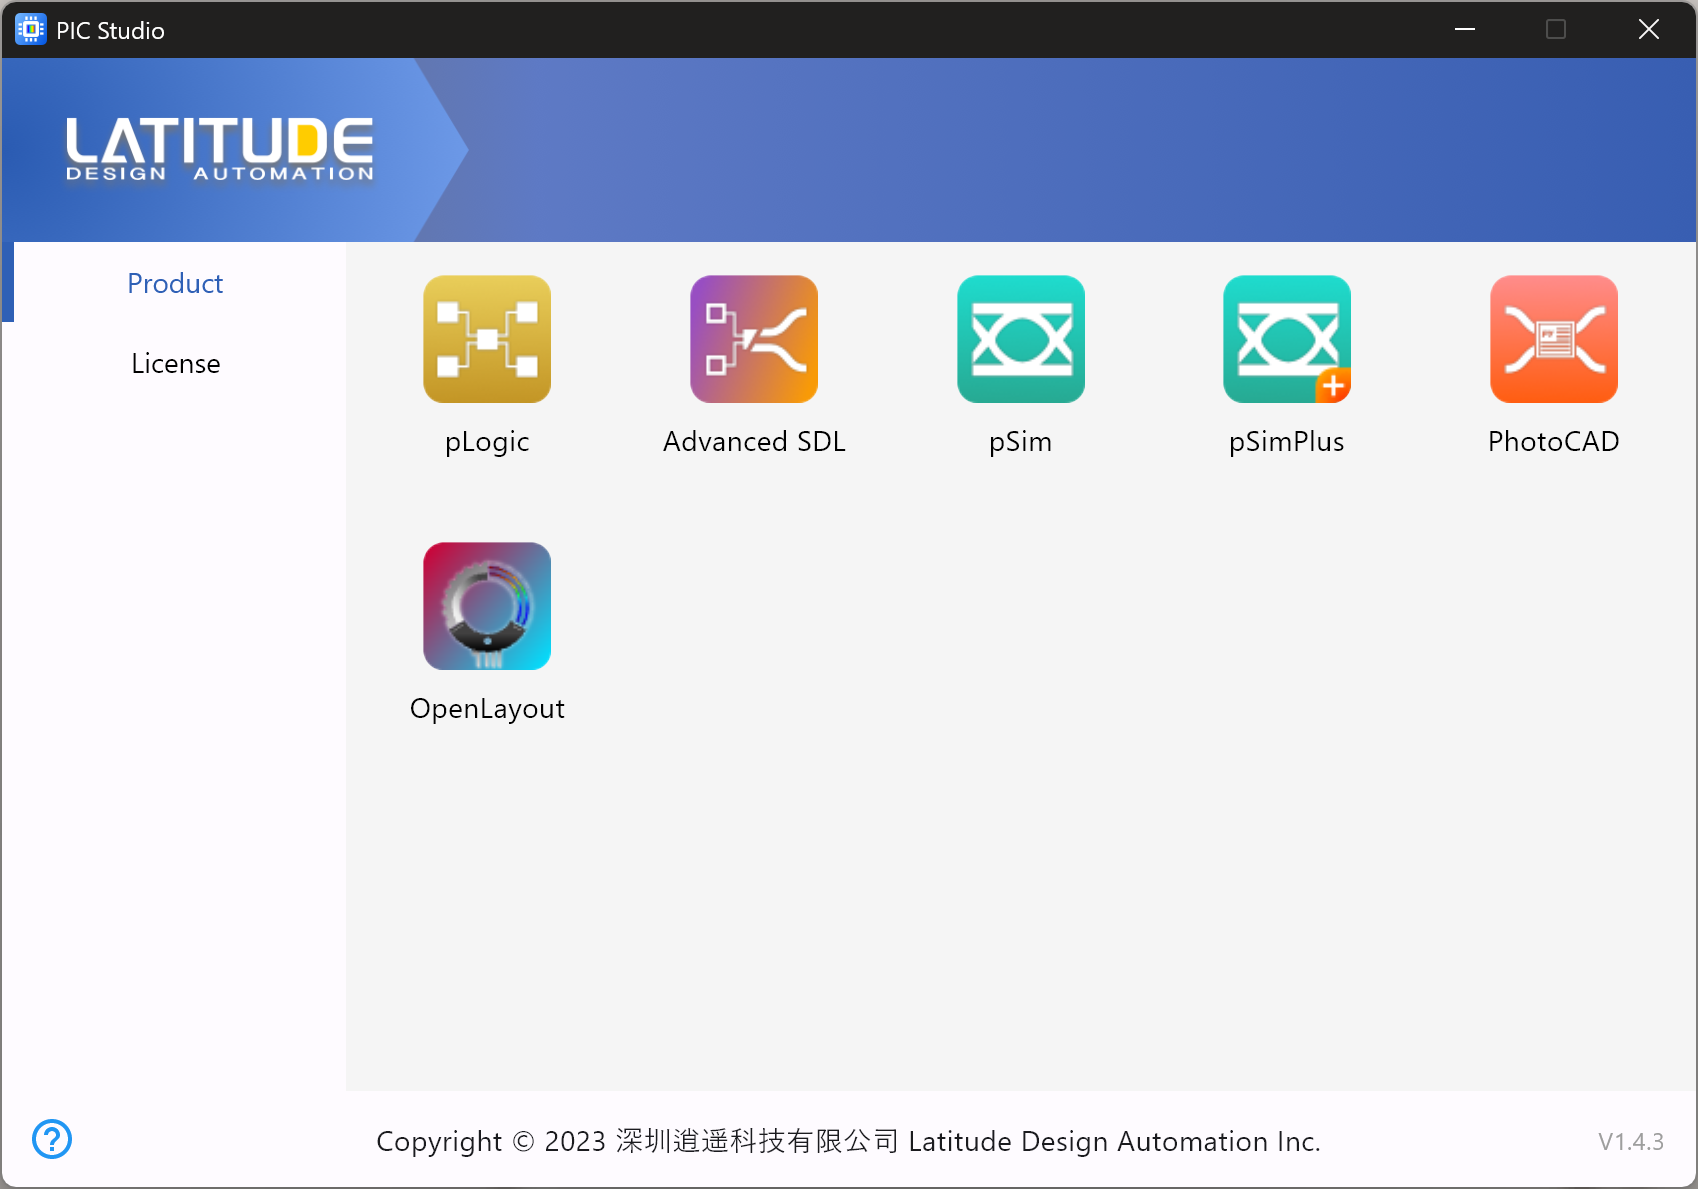 PIC Studio
LATITUDE
DESIGN AUTOMATION
Product
License
pLogic
Advanced SDL
pSim
pSimPlus
PhotoCAD
OpenLayout
Copyright © 2023 深圳逍遥科技有限公司 Latitude Design Automation Inc.
V1.4.3